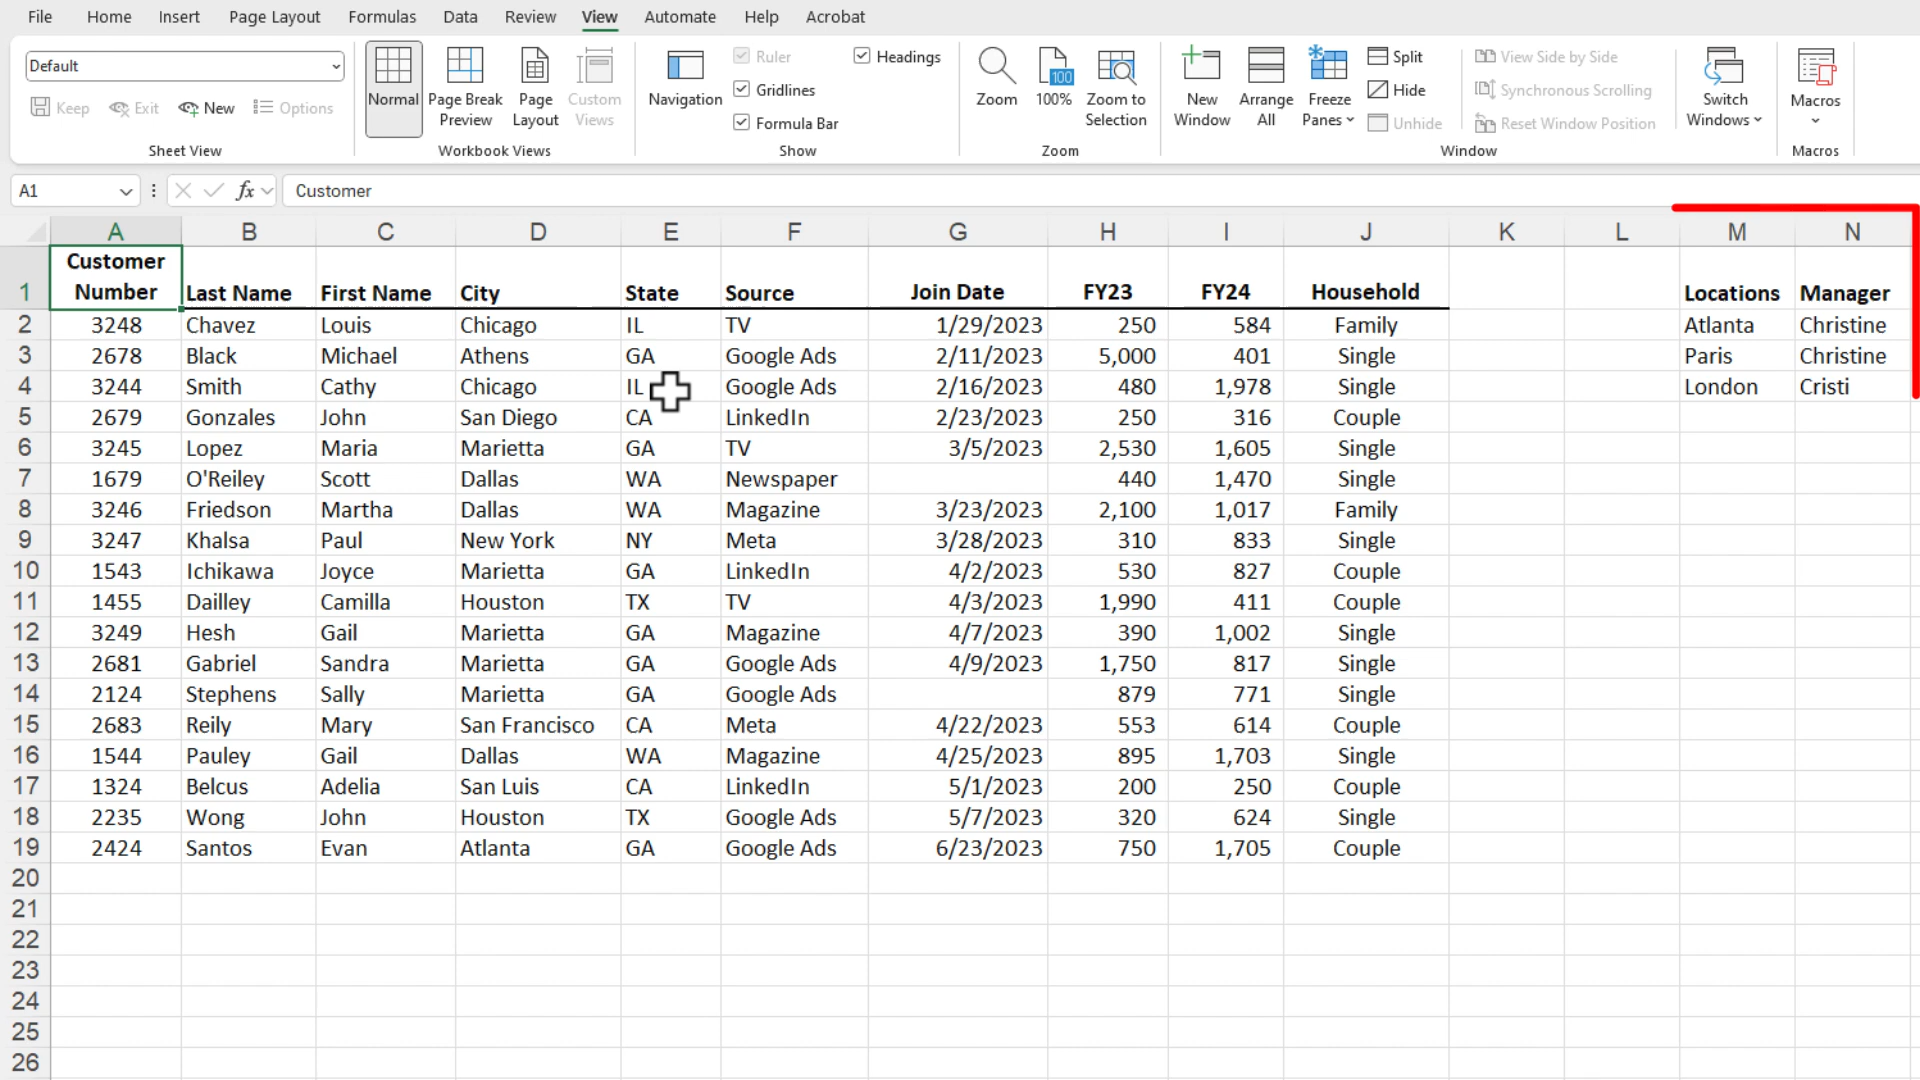 File Home Insert Page Layout Formulas Data Review View Automate Help Acrobat
Default
Keep Exit New Options
Sheet View
Normal Page Break Preview Page Layout Custom Views
Workbook Views
Navigation Ruler Headings
Gridlines
Formula Bar
Show
Zoom 100 100% Zoom to Selection
Zoom
New Window Arrange All Freeze Panes
Split
Hide
Unhide
View Side by Side
Synchronous Scrolling
Reset Window Position
Window
Switch Windows
Macros
Macros
A1 fx Customer
A B C D E F G H I J K L M N
1 Customer Number Last Name First Name City State Source Join Date FY23 FY24 Household Locations Manager
2 3248 Chavez Louis Chicago IL TV 1/29/2023 250 584 Family Atlanta Christine
3 2678 Black Michael Athens GA Google Ads 2/11/2023 5,000 401 Single Paris Christine
4 3244 Smith Cathy Chicago IL Google Ads 2/16/2023 480 1,978 Single London Cristi
5 2679 Gonzales John San Diego CA LinkedIn 2/23/2023 250 316 Couple
6 3245 Lopez Maria Marietta GA TV 3/5/2023 2,530 1,605 Single
7 1679 O'Reiley Scott Dallas WA Newspaper 440 1,470 Single
8 3246 Friedson Martha Dallas WA Magazine 3/23/2023 2,100 1,017 Family
9 3247 Khalsa Paul New York NY Meta 3/28/2023 310 833 Single
10 1543 Ichikawa Joyce Marietta GA LinkedIn 4/2/2023 530 827 Couple
11 1455 Dailley Camilla Houston TX TV 4/3/2023 1,990 411 Couple
12 3249 Hesh Gail Marietta GA Magazine 4/7/2023 390 1,002 Single
13 2681 Gabriel Sandra Marietta GA Google Ads 4/9/2023 1,750 817 Single
14 2124 Stephens Sally Marietta GA Google Ads 879 771 Single
15 2683 Reily Mary San Francisco CA Meta 4/22/2023 553 614 Couple
16 1544 Pauley Gail Dallas WA Magazine 4/25/2023 895 1,703 Single
17 1324 Belcus Adelia San Luis CA LinkedIn 5/1/2023 200 250 Couple
18 2235 Wong John Houston TX Google Ads 5/7/2023 320 624 Single
19 2424 Santos Evan Atlanta GA Google Ads 6/23/2023 750 1,705 Couple
20
21
22
23
24
25
26